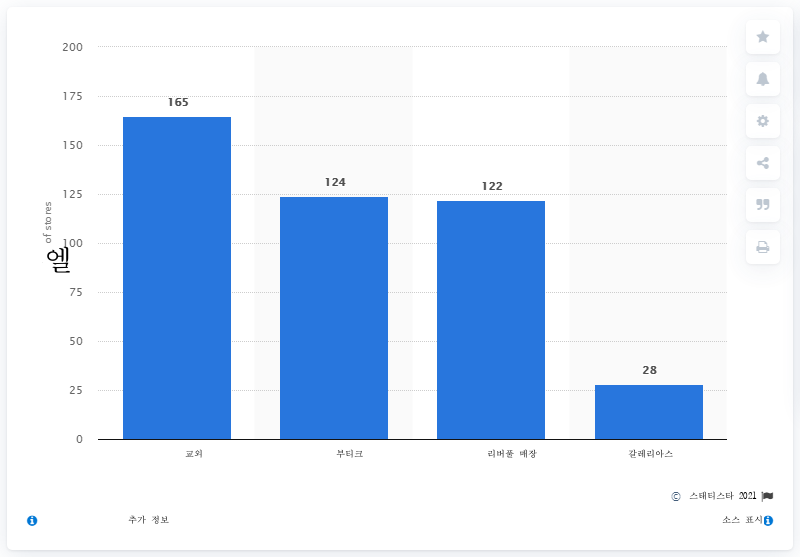 200
175
150
125
100
75
50
25
0
엘
of stores
165
124
122
28
교외
부티크
리버풀 매장
갈레리아스
© 스태티스타 2021
추가 정보
소스 표시